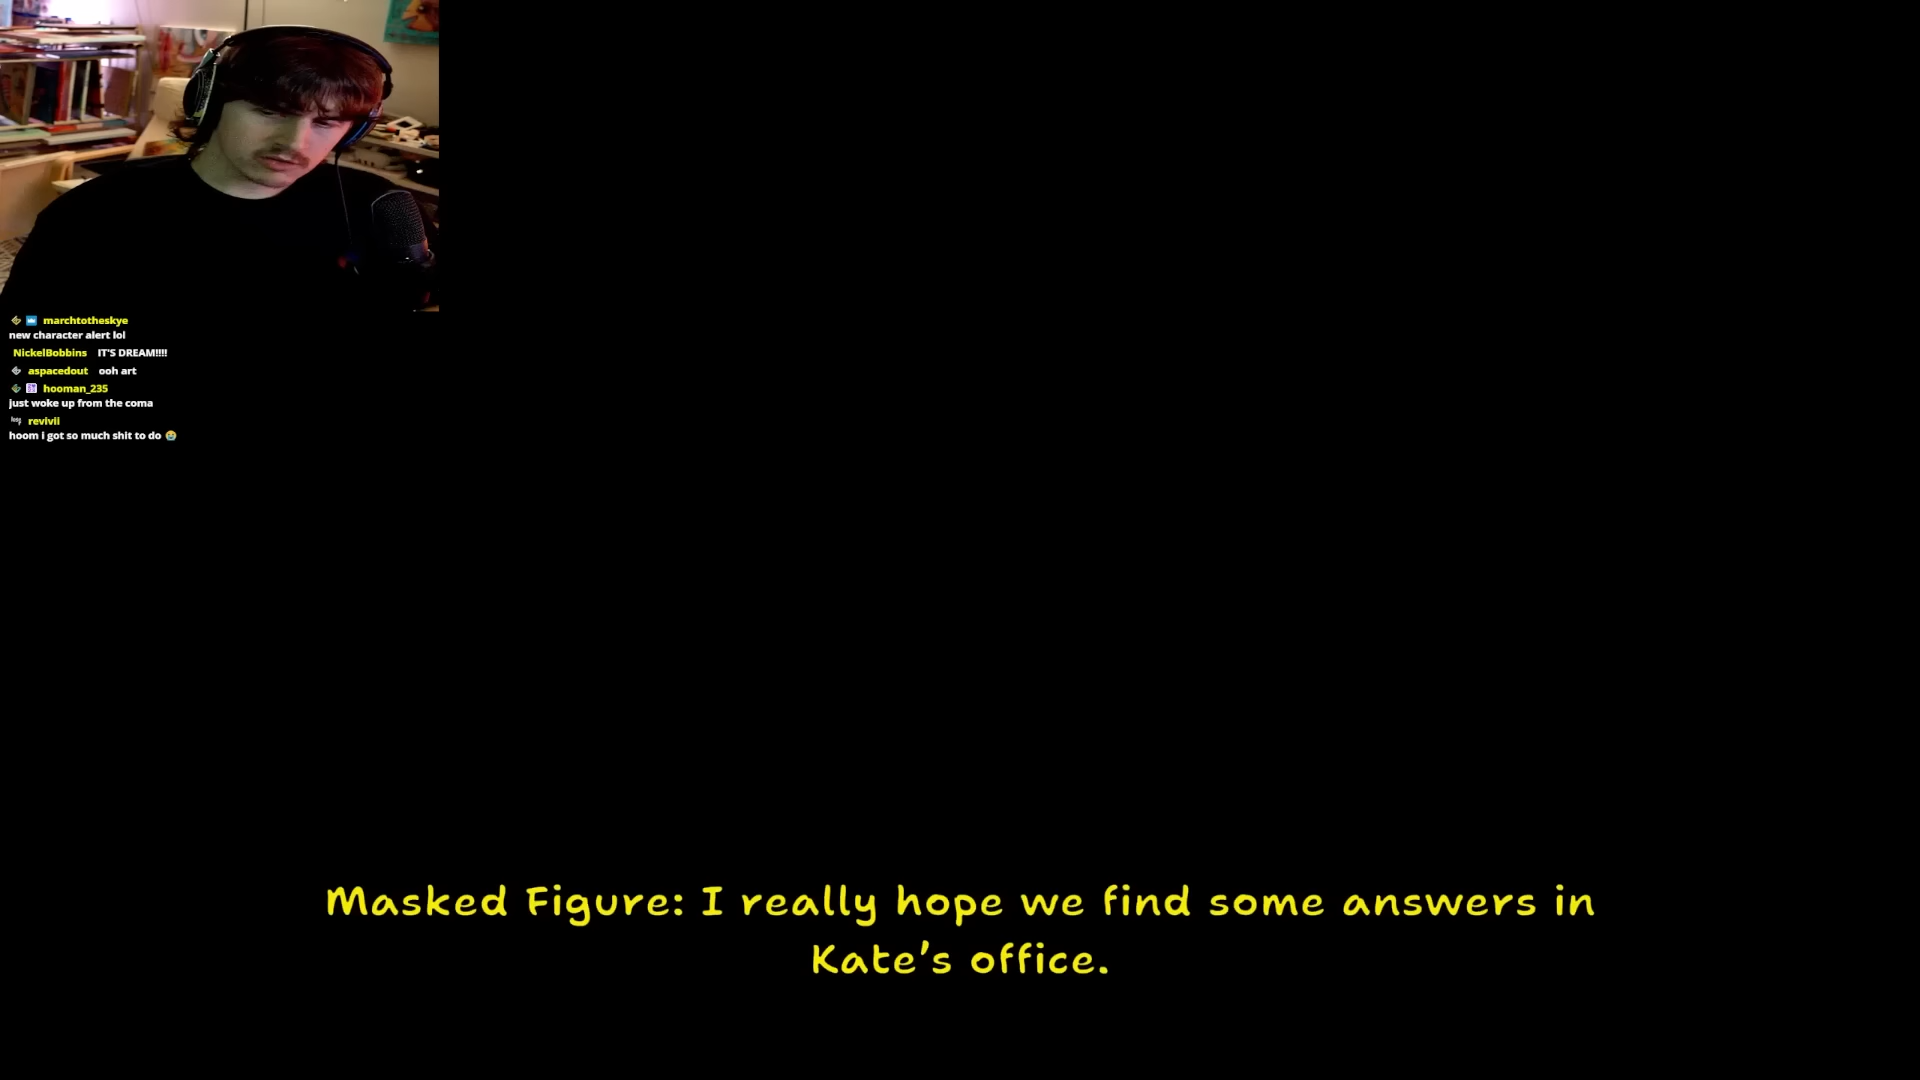 marchtotheskye
new character alert lol
NickelBobbins IT'S DREAM!!!!
aspacedout ooh art
hooman_235
just woke up from the coma
revivii
hoom i got so much shit to do 😭
Masked Figure: I really hope we find some answers in
Kate's office.